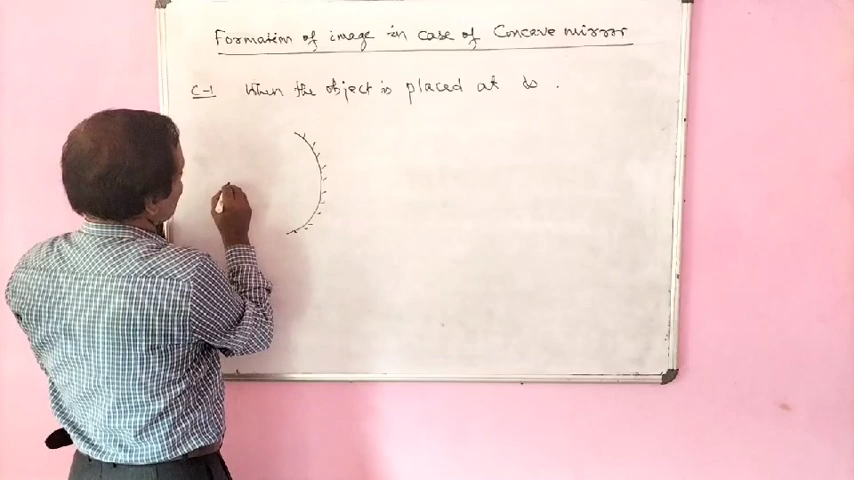 Formation of image in case of Concave mirror
C-1 When the object is placed at ∞ .